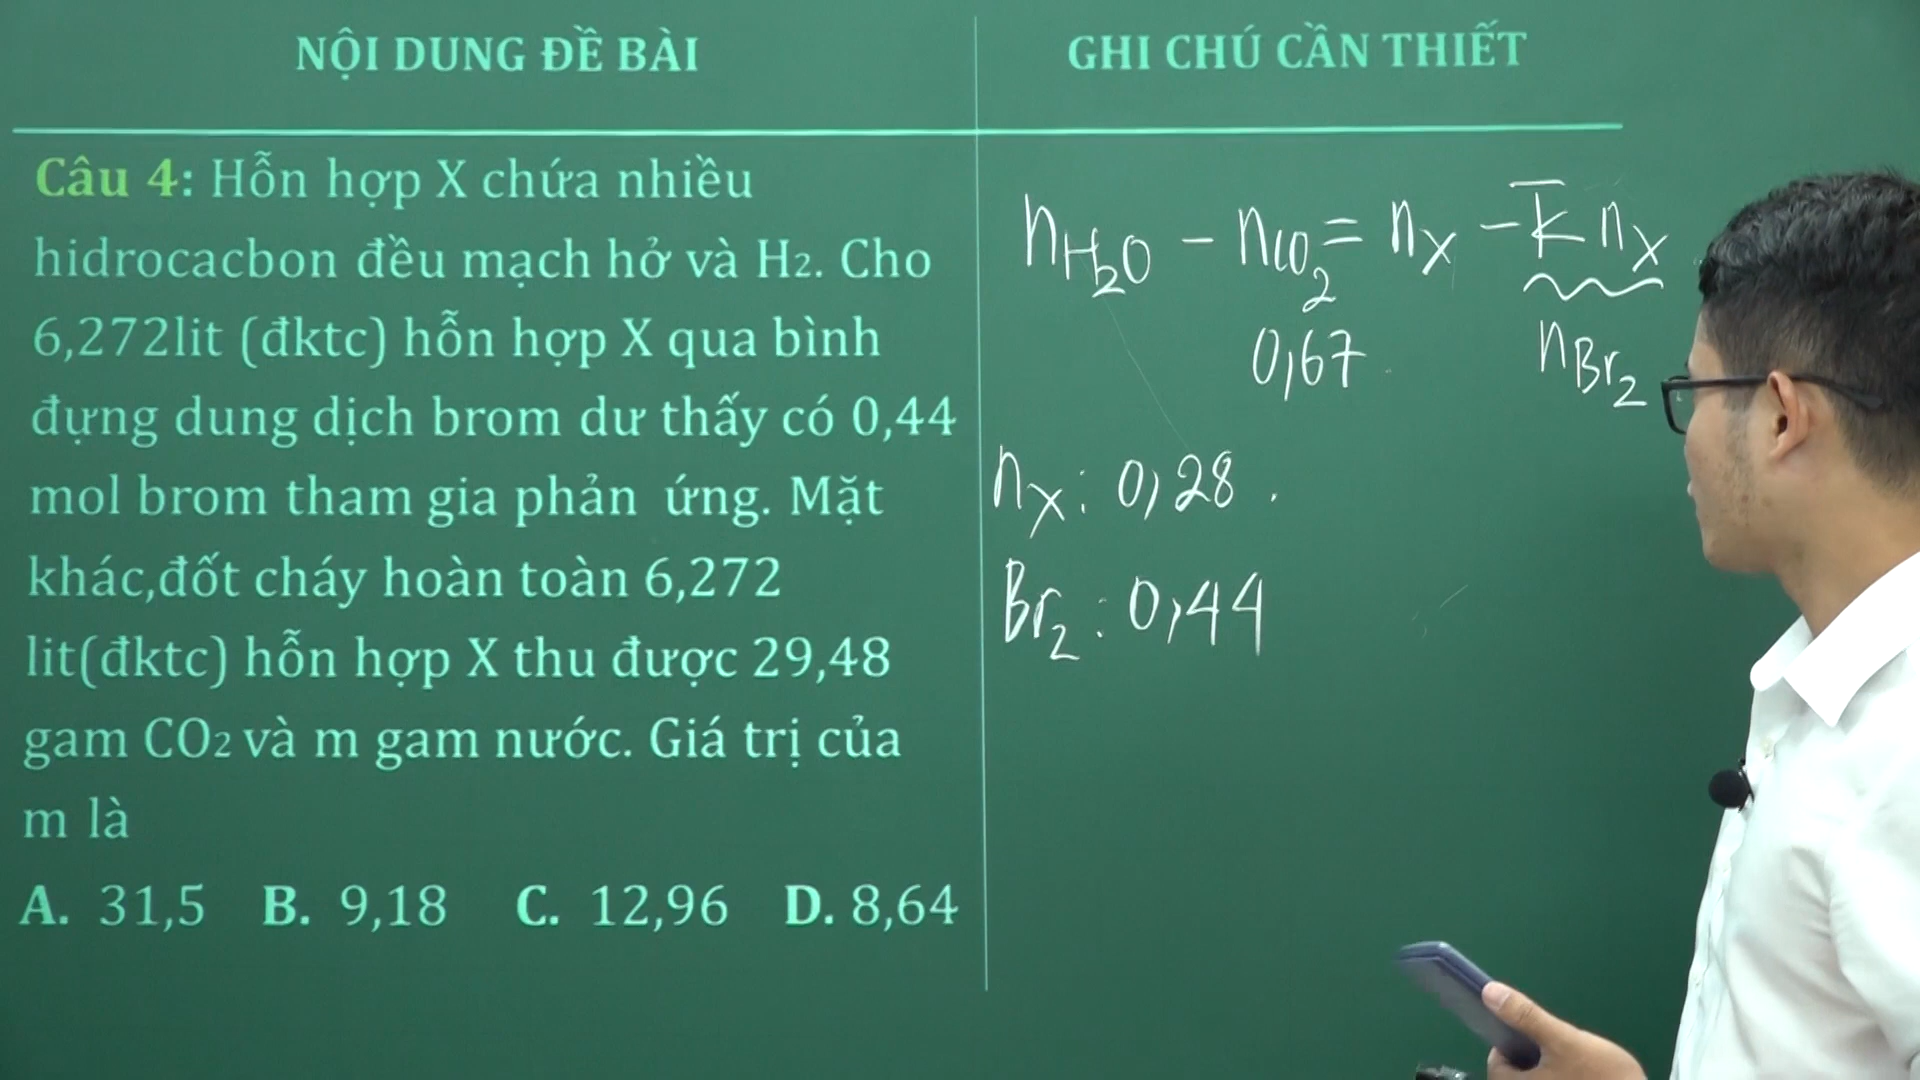 NỘI DUNG ĐỀ BÀI
GHI CHÚ CẦN THIẾT
Câu 4: Hỗn hợp X chứa nhiều
hidrocacbon đều mạch hở và H2. Cho
6,272lit (đktc) hỗn hợp X qua bình
đựng dung dịch brom dư thấy có 0,44
mol brom tham gia phản ứng. Mặt
khác,đốt cháy hoàn toàn 6,272
lit(đktc) hỗn hợp X thu được 29,48
gam CO2 và m gam nước. Giá trị của
m là
A. 31,5 B. 9,18 C. 12,96 D. 8,64
nH2O - nCO2 = nX - k̅ nX
0,67 nBr2
nX: 0,28.
Br2: 0,44